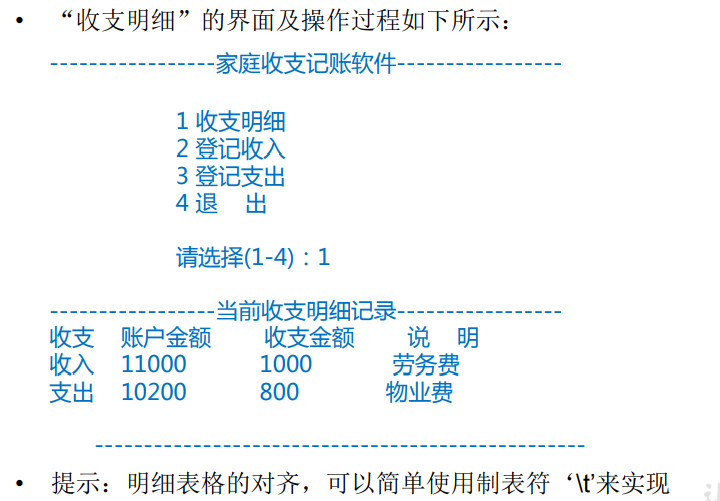 • “收支明细”的界面及操作过程如下所示：
-----------------家庭收支记账软件-----------------
1 收支明细
2 登记收入
3 登记支出
4 退 出
请选择(1-4)：1
-----------------当前收支明细记录-----------------
收支 账户金额 收支金额 说 明
收入 11000 1000 劳务费
支出 10200 800 物业费
--------------------------------------------------
• 提示：明细表格的对齐，可以简单使用制表符‘\t’来实现